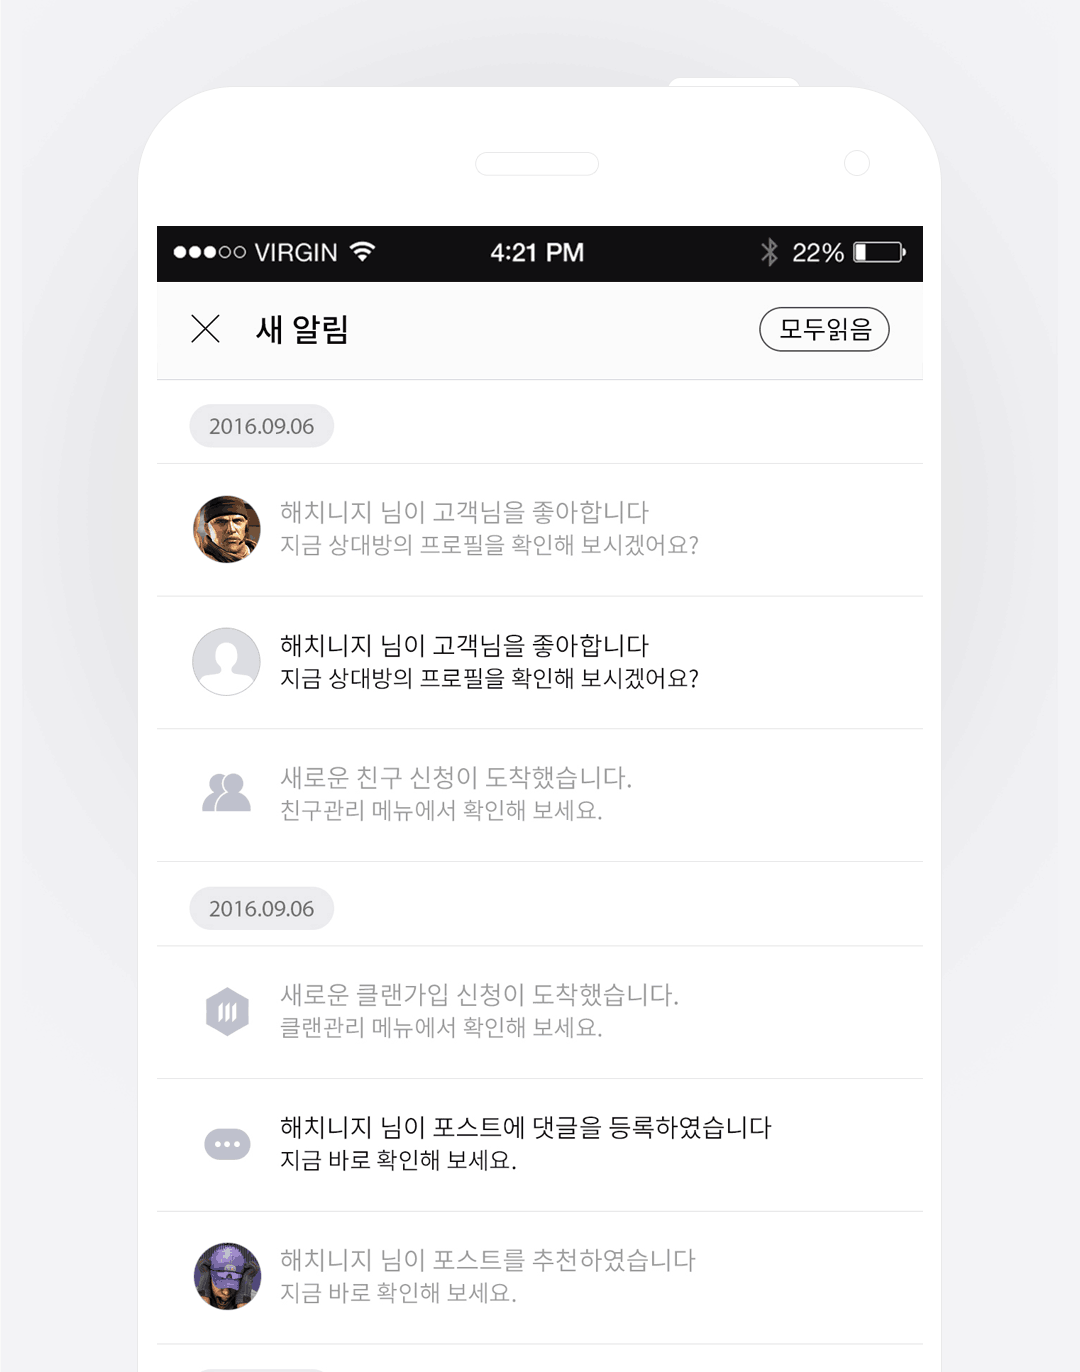 VIRGIN 4:21 PM 22%
새 알림 모두읽음
2016.09.06
해치니지 님이 고객님을 좋아합니다
지금 상대방의 프로필을 확인해 보시겠어요?
해치니지 님이 고객님을 좋아합니다
지금 상대방의 프로필을 확인해 보시겠어요?
새로운 친구 신청이 도착했습니다.
친구관리 메뉴에서 확인해 보세요.
2016.09.06
새로운 클랜가입 신청이 도착했습니다.
클랜관리 메뉴에서 확인해 보세요.
해치니지 님이 포스트에 댓글을 등록하였습니다
지금 바로 확인해 보세요.
해치니지 님이 포스트를 추천하였습니다
지금 바로 확인해 보세요.